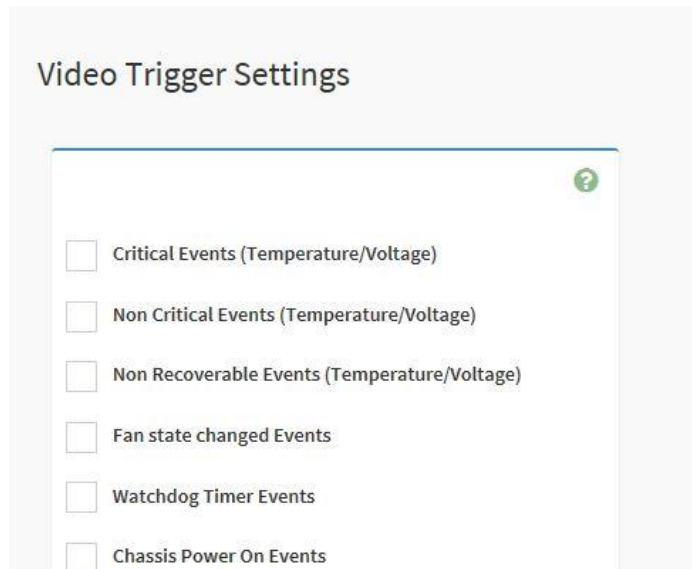 Video Trigger Settings
?
Critical Events (Temperature/Voltage)
Non Critical Events (Temperature/Voltage)
Non Recoverable Events (Temperature/Voltage)
Fan state changed Events
Watchdog Timer Events
Chassis Power On Events